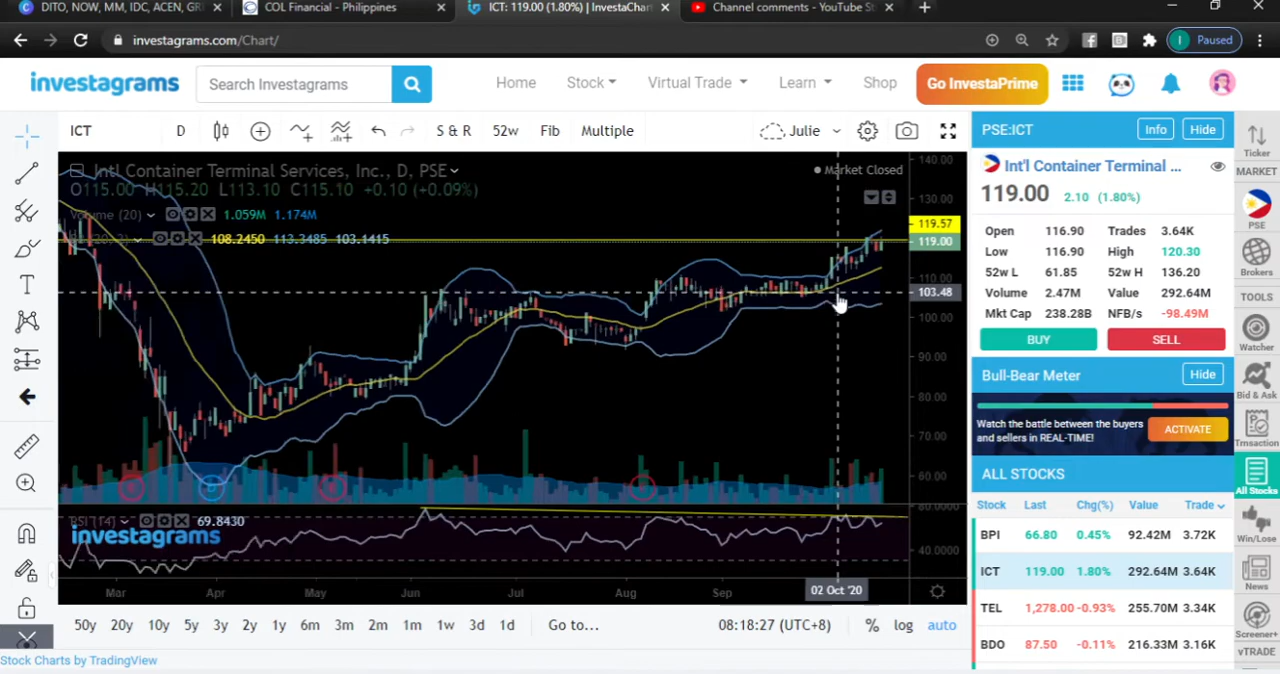 DITO, NOW, MM, IDC, ACEN, GRI
COL Financial - Philippines
ICT: 119.00 (1.80%) | InvestaChart
Channel comments - YouTube St
investagrams.com/Chart/
Paused
investagrams
Search Investagrams
Home
Stock
Virtual Trade
Learn
Shop
Go InvestaPrime
ICT
D
S & R
52w
Fib
Multiple
Julie
Intl Container Terminal Services, Inc., D, PSE
Market Closed
O115.00 H115.20 L113.10 C115.10 +0.10 (+0.09%)
Volume (20) 1.059M 1.174M
108.2450 113.3485 103.1415
140.00
130.00
119.57
119.00
110.00
103.48
100.00
90.00
80.00
70.00
60.00
RSI (14) 69.8430
investagrams
40.0000
Mar Apr May Jun Jul Aug Sep 02 Oct '20
50y 20y 10y 5y 3y 2y 1y 6m 3m 2m 1m 1w 3d 1d Go to... 08:18:27 (UTC+8) % log auto
Stock Charts by TradingView
PSE:ICT
Info
Hide
Int'l Container Terminal ...
119.00 2.10 (1.80%)
Open 116.90 Trades 3.64K
Low 116.90 High 120.30
52w L 61.85 52w H 136.20
Volume 2.47M Value 292.64M
Mkt Cap 238.28B NFB/s -98.49M
BUY
SELL
Bull-Bear Meter
Hide
Watch the battle between the buyers
and sellers in REAL-TIME!
ACTIVATE
ALL STOCKS
Stock Last Chg(%) Value Trade
BPI 66.80 0.45% 92.42M 3.72K
ICT 119.00 1.80% 292.64M 3.64K
TEL 1,278.00 -0.93% 255.70M 3.34K
BDO 87.50 -0.11% 216.33M 3.16K
Ticker
MARKET
PSE
Brokers
TOOLS
Watcher
Bid & Ask
Trnsaction
All Stocks
Win/Lose
News
Screener+
vTRADE